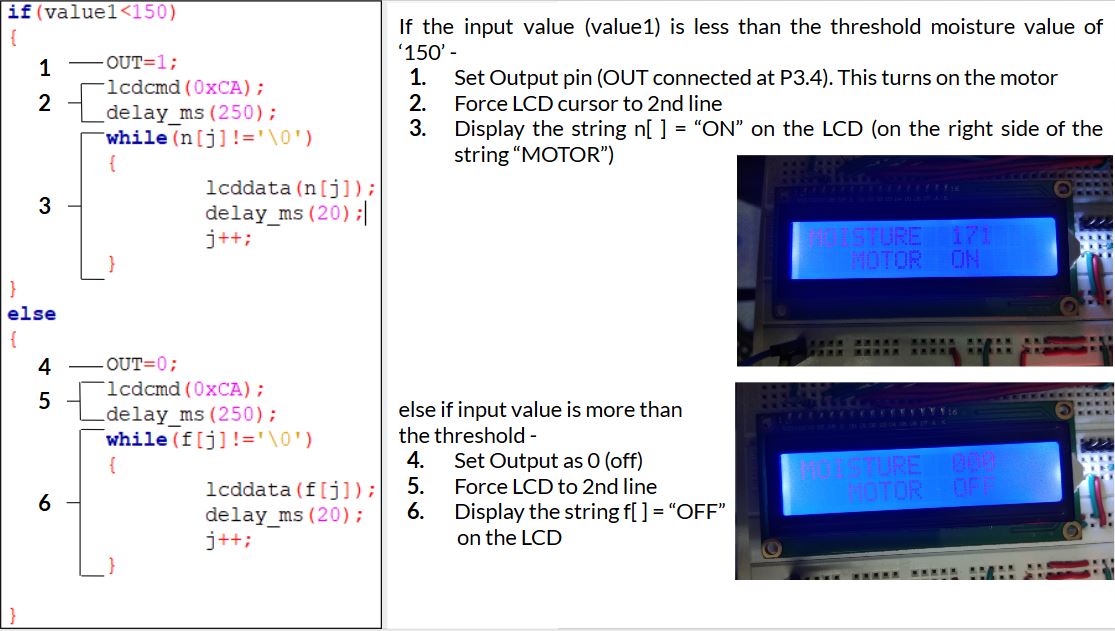 if(value1<150)
{
1
OUT=1;
2
lcdcmd(0xCA);
delay_ms(250);
while(n[j]!='\0')
{
3
lcddata(n[j]);
delay_ms(20);
j++;
}
}
else
{
4
OUT=0;
5
lcdcmd(0xCA);
delay_ms(250);
while(f[j]!='\0')
{
6
lcddata(f[j]);
delay_ms(20);
j++;
}
}
If the input value (value1) is less than the threshold moisture value of
‘150’ -
1. Set Output pin (OUT connected at P3.4). This turns on the motor
2. Force LCD cursor to 2nd line
3. Display the string n[ ] = “ON” on the LCD (on the right side of the
string “MOTOR”)
MOISTURE 171
MOTOR ON
else if input value is more than
the threshold -
4. Set Output as 0 (off)
5. Force LCD to 2nd line
6. Display the string f[ ] = “OFF”
on the LCD
MOISTURE 000
MOTOR OFF